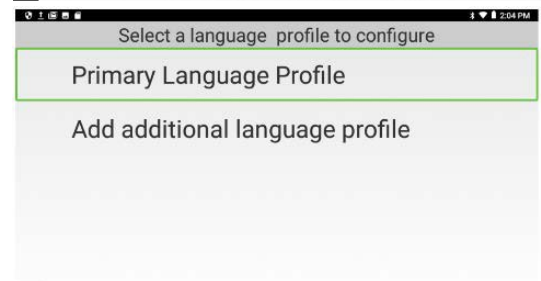 2:04 PM
Select a language profile to configure
Primary Language Profile
Add additional language profile